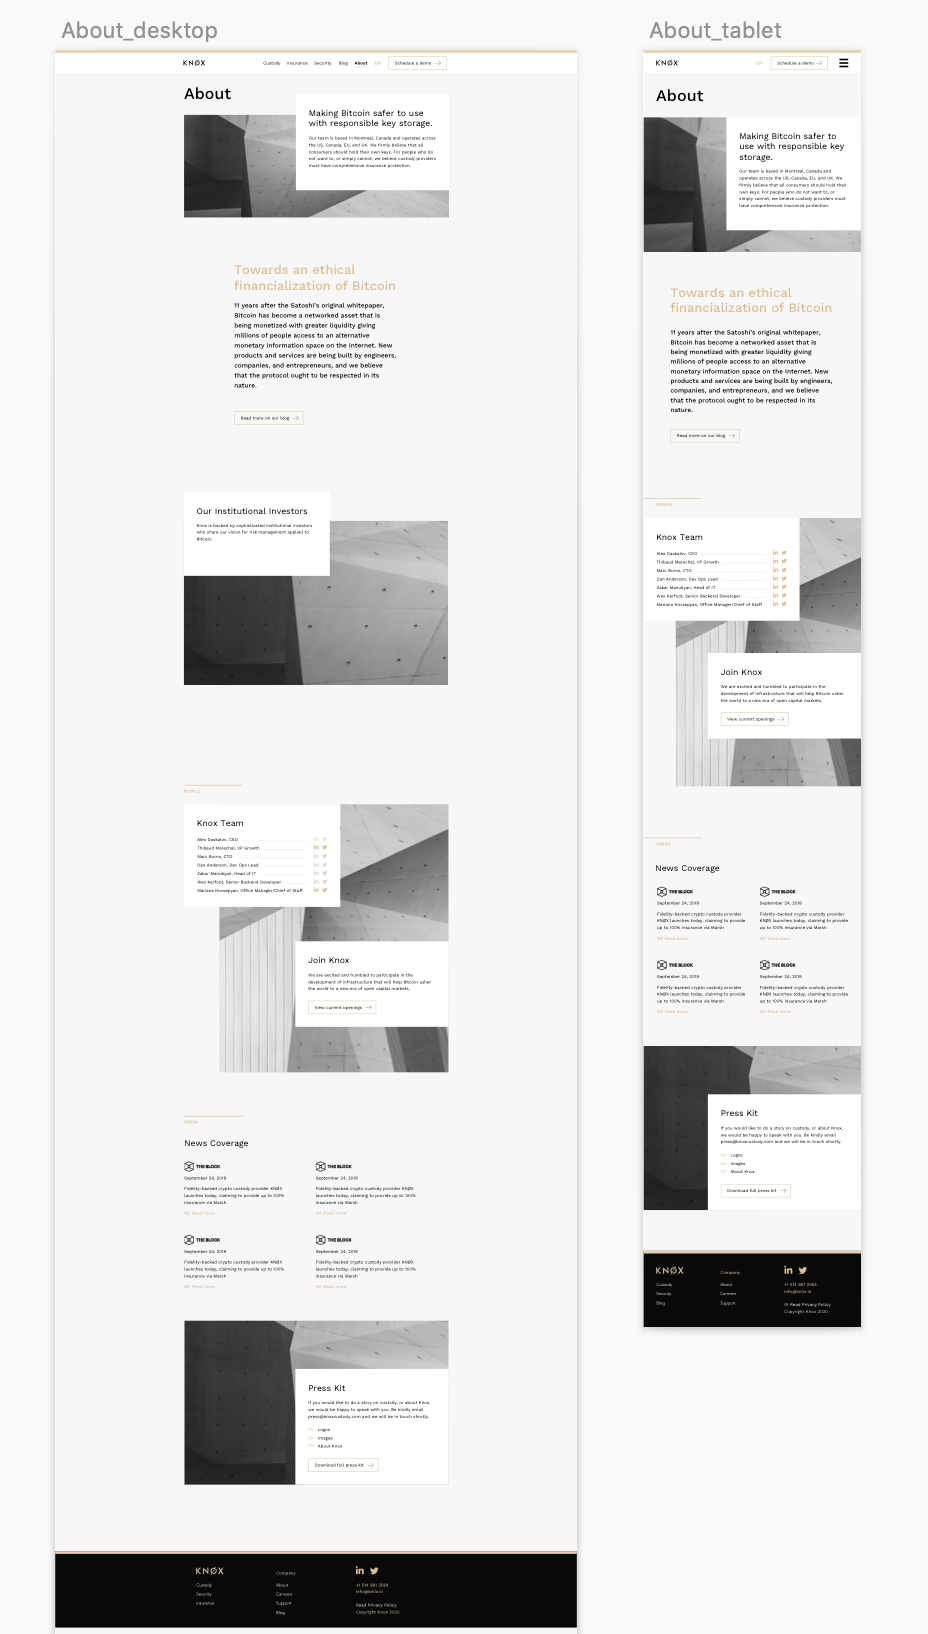 About_desktop
KNØX
Custody Insurance Security Blog About EN Schedule a demo
About
Making Bitcoin safer to use
with responsible key storage.
Our team is based in Montreal, Canada and operates across
the US, Canada, EU, and UK. We firmly believe that all
consumers should hold their own keys. For people who do
not want to, or simply cannot, we believe custody providers
must have comprehensive insurance protection.
Towards an ethical
financialization of Bitcoin
11 years after the Satoshi's original whitepaper,
Bitcoin has become a networked asset that is
being monetized with greater liquidity giving
millions of people access to an alternative
monetary information space on the Internet. New
products and services are being built by engineers,
companies, and entrepreneurs, and we believe
that the protocol ought to be respected in its
nature.
Read more on our blog
Our Institutional Investors
Knox is backed by sophisticated institutional investors
who share our vision for risk management applied to
Bitcoin.
PEOPLE
Knox Team
Alex Daskalov, CEO
Thibaud Marechal, VP Growth
Marc Burns, CTO
Dan Anderson, Dev Ops Lead
Zakar Manukyan, Head of IT
Wes Kerfoot, Senior Backend Developer
Mariana Hovsepyan, Office Manager/Chief of Staff
Join Knox
We are excited and humbled to participate in the
development of infrastructure that will help Bitcoin usher
the world to a new era of open capital markets.
View current openings
PRESS
News Coverage
THE BLOCK
September 24, 2019
Fidelity-backed crypto custody provider KNØX
launches today, claiming to provide up to 100%
insurance via Marsh
Read more
THE BLOCK
September 24, 2019
Fidelity-backed crypto custody provider KNØX
launches today, claiming to provide up to 100%
insurance via Marsh
Read more
THE BLOCK
September 24, 2019
Fidelity-backed crypto custody provider KNØX
launches today, claiming to provide up to 100%
insurance via Marsh
Read more
THE BLOCK
September 24, 2019
Fidelity-backed crypto custody provider KNØX
launches today, claiming to provide up to 100%
insurance via Marsh
Read more
Press Kit
If you would like to do a story on custody, or about Knox,
we would be happy to speak with you. Be kindly email
press@knoxcustody.com and we will be in touch shortly.
Logos
Images
About Knox
Download full press kit
KNØX
Custody
Security
Insurance
Company
About
Careers
Support
Blog
in
+1 514 961 2564
info@kn0x.io
Read Privacy Policy
Copyright Knox 2020
About_tablet
KNØX
EN Schedule a demo
About
Making Bitcoin safer to
use with responsible key
storage.
Our team is based in Montreal, Canada and
operates across the US, Canada, EU, and UK. We
firmly believe that all consumers should hold their
own keys. For people who do not want to, or
simply cannot, we believe custody providers must
have comprehensive insurance protection.
Towards an ethical
financialization of Bitcoin
11 years after the Satoshi's original whitepaper,
Bitcoin has become a networked asset that is
being monetized with greater liquidity giving
millions of people access to an alternative
monetary information space on the Internet. New
products and services are being built by engineers,
companies, and entrepreneurs, and we believe
that the protocol ought to be respected in its
nature.
Read more on our blog
PEOPLE
Knox Team
Alex Daskalov, CEO
Thibaud Marechal, VP Growth
Marc Burns, CTO
Dan Anderson, Dev Ops Lead
Zakar Manukyan, Head of IT
Wes Kerfoot, Senior Backend Developer
Mariana Hovsepyan, Office Manager/Chief of Staff
Join Knox
We are excited and humbled to participate in the
development of infrastructure that will help Bitcoin usher
the world to a new era of open capital markets.
View current openings
PRESS
News Coverage
THE BLOCK
September 24, 2019
Fidelity-backed crypto custody provider
KNØX launches today, claiming to provide
up to 100% insurance via Marsh
Read more
THE BLOCK
September 24, 2019
Fidelity-backed crypto custody provider
KNØX launches today, claiming to provide
up to 100% insurance via Marsh
Read more
THE BLOCK
September 24, 2019
Fidelity-backed crypto custody provider
KNØX launches today, claiming to provide
up to 100% insurance via Marsh
Read more
THE BLOCK
September 24, 2019
Fidelity-backed crypto custody provider
KNØX launches today, claiming to provide
up to 100% insurance via Marsh
Read more
Press Kit
If you would like to do a story on custody, or about Knox,
we would be happy to speak with you. Be kindly email
press@knoxcustody.com and we will be in touch shortly.
Logos
Images
About Knox
Download full press kit
KNØX
Custody
Security
Blog
Company
About
Careers
Support
in
+1 514 961 2564
info@kn0x.io
Read Privacy Policy
Copyright Knox 2020